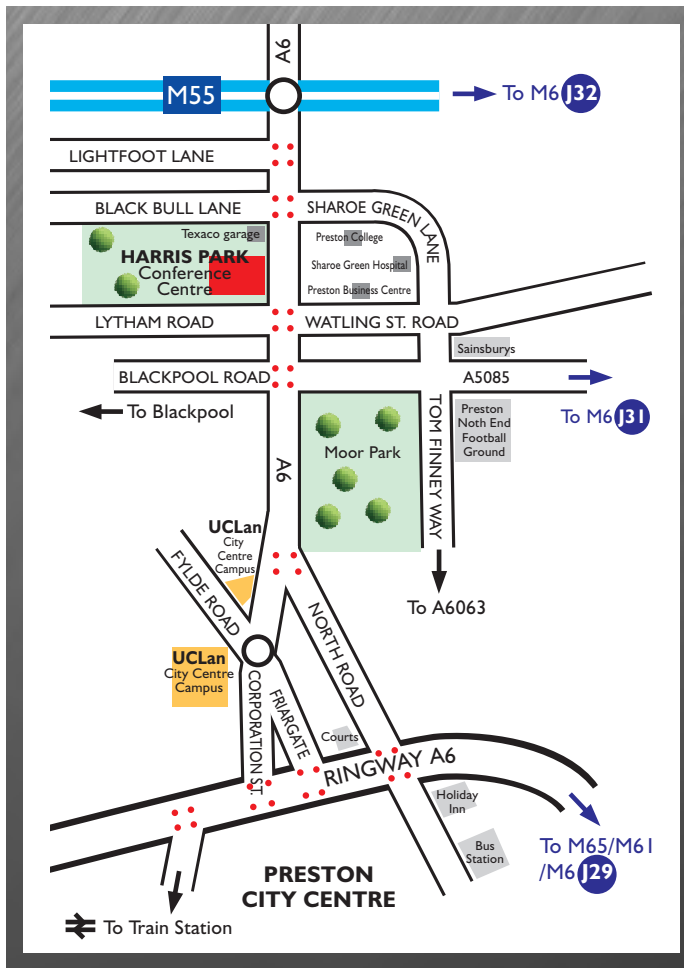 A6
M55
To M6 J32
LIGHTFOOT LANE
BLACK BULL LANE
SHAROE GREEN LANE
Texaco garage
HARRIS PARK
Conference
Centre
Preston College
Sharoe Green Hospital
Preston Business Centre
LYTHAM ROAD
WATLING ST. ROAD
Sainsburys
BLACKPOOL ROAD
A5085
To Blackpool
To M6 J31
Preston
Noth End
Football
Ground
TOM FINNEY WAY
Moor Park
A6
UCLan
City
Centre
Campus
FYLDE ROAD
To A6063
NORTH ROAD
UCLan
City Centre
Campus
CORPORATION ST.
FRIARGATE
Courts
RINGWAY A6
Holiday
Inn
Bus
Station
To M65/M61
/M6 J29
PRESTON
CITY CENTRE
To Train Station